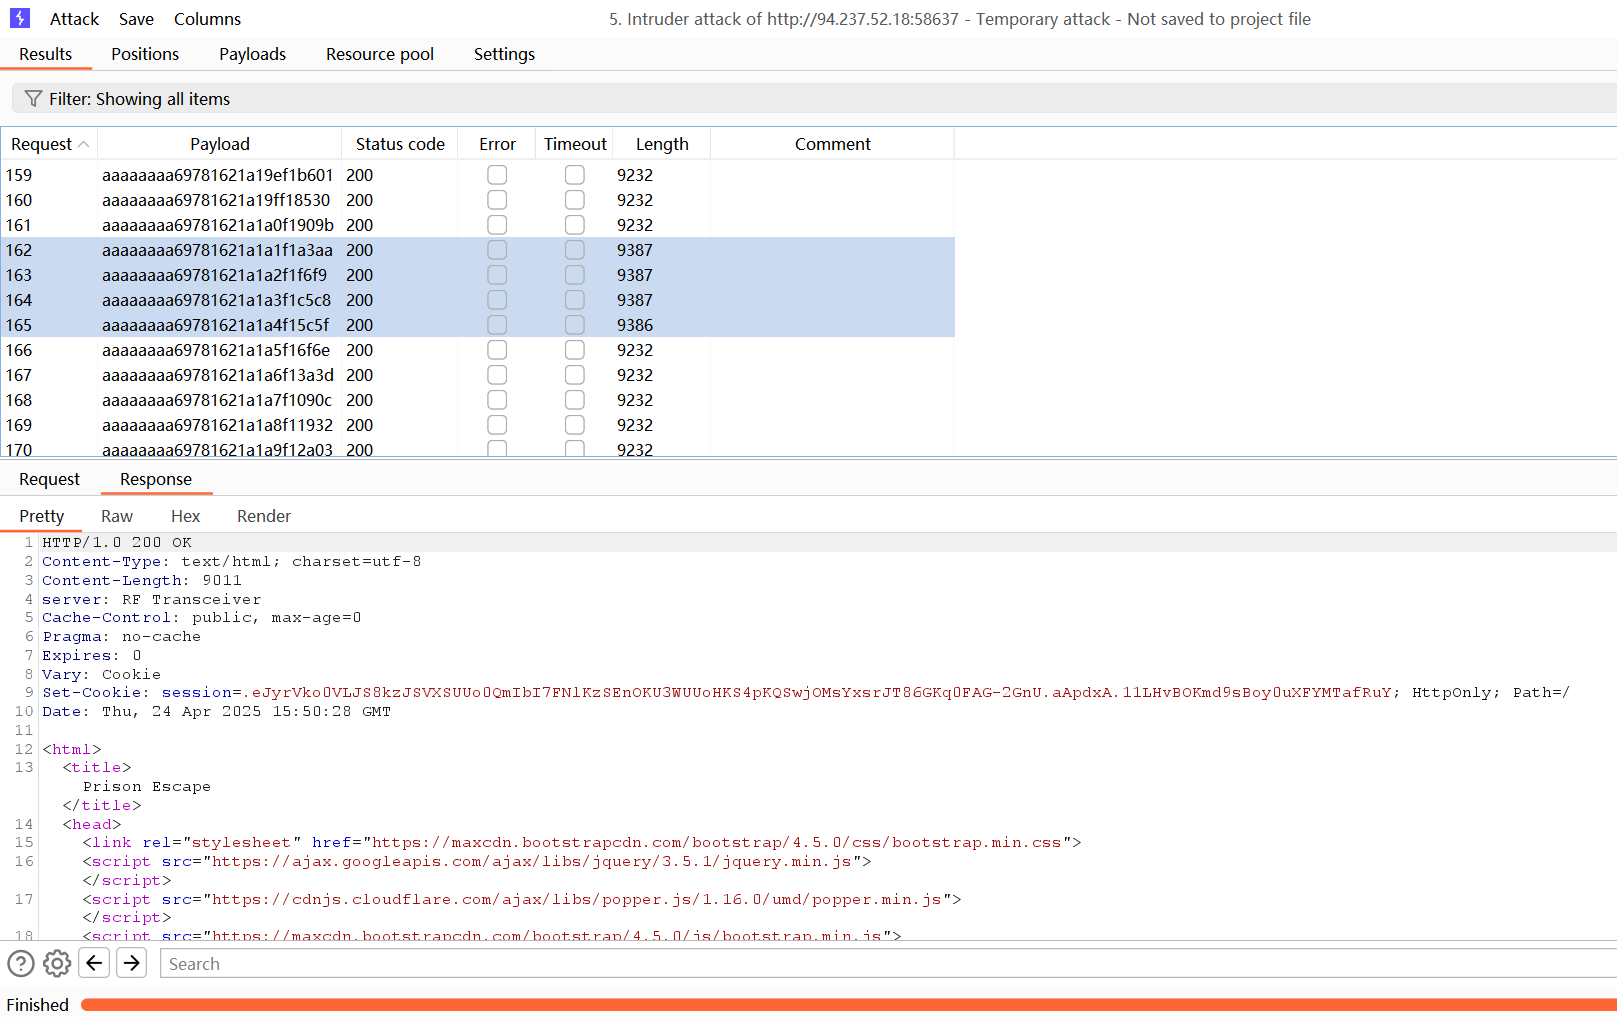 Attack Save Columns 5. Intruder attack of http://94.237.52.18:58637 - Temporary attack - Not saved to project file
Results Positions Payloads Resource pool Settings
Filter: Showing all items
Request Payload Status code Error Timeout Length Comment
159 aaaaaaaa69781621a19ef1b601 200 9232
160 aaaaaaaa69781621a19ff18530 200 9232
161 aaaaaaaa69781621a1a0f1909b 200 9232
162 aaaaaaaa69781621a1a1f1a3aa 200 9387
163 aaaaaaaa69781621a1a2f1f6f9 200 9387
164 aaaaaaaa69781621a1a3f1c5c8 200 9387
165 aaaaaaaa69781621a1a4f15c5f 200 9386
166 aaaaaaaa69781621a1a5f16f6e 200 9232
167 aaaaaaaa69781621a1a6f13a3d 200 9232
168 aaaaaaaa69781621a1a7f1090c 200 9232
169 aaaaaaaa69781621a1a8f11932 200 9232
170 aaaaaaaa69781621a1a9f12a03 200 9232
Request Response
Pretty Raw Hex Render
1 HTTP/1.0 200 OK
2 Content-Type: text/html; charset=utf-8
3 Content-Length: 9011
4 server: RF Transceiver
5 Cache-Control: public, max-age=0
6 Pragma: no-cache
7 Expires: 0
8 Vary: Cookie
9 Set-Cookie: session=.eJyrVko0VLJS8kzJSVXSUUo0QmIbI7FNlKzSEnOKU3WUUoHKS4pKQSwjOMsYxsrJT86GKq0FAG-2GnU.aApdxA.11LHvBOKmd9sBoy0uXFYMTafRuY; HttpOnly; Path=/
10 Date: Thu, 24 Apr 2025 15:50:28 GMT
11
12 <html>
13 <title>
Prison Escape
</title>
14 <head>
15 <link rel="stylesheet" href="https://maxcdn.bootstrapcdn.com/bootstrap/4.5.0/css/bootstrap.min.css">
16 <script src="https://ajax.googleapis.com/ajax/libs/jquery/3.5.1/jquery.min.js">
</script>
17 <script src="https://cdnjs.cloudflare.com/ajax/libs/popper.js/1.16.0/umd/popper.min.js">
</script>
18 <script src="https://maxcdn.bootstrapcdn.com/bootstrap/4.5.0/js/bootstrap.min.js">
Search
Finished